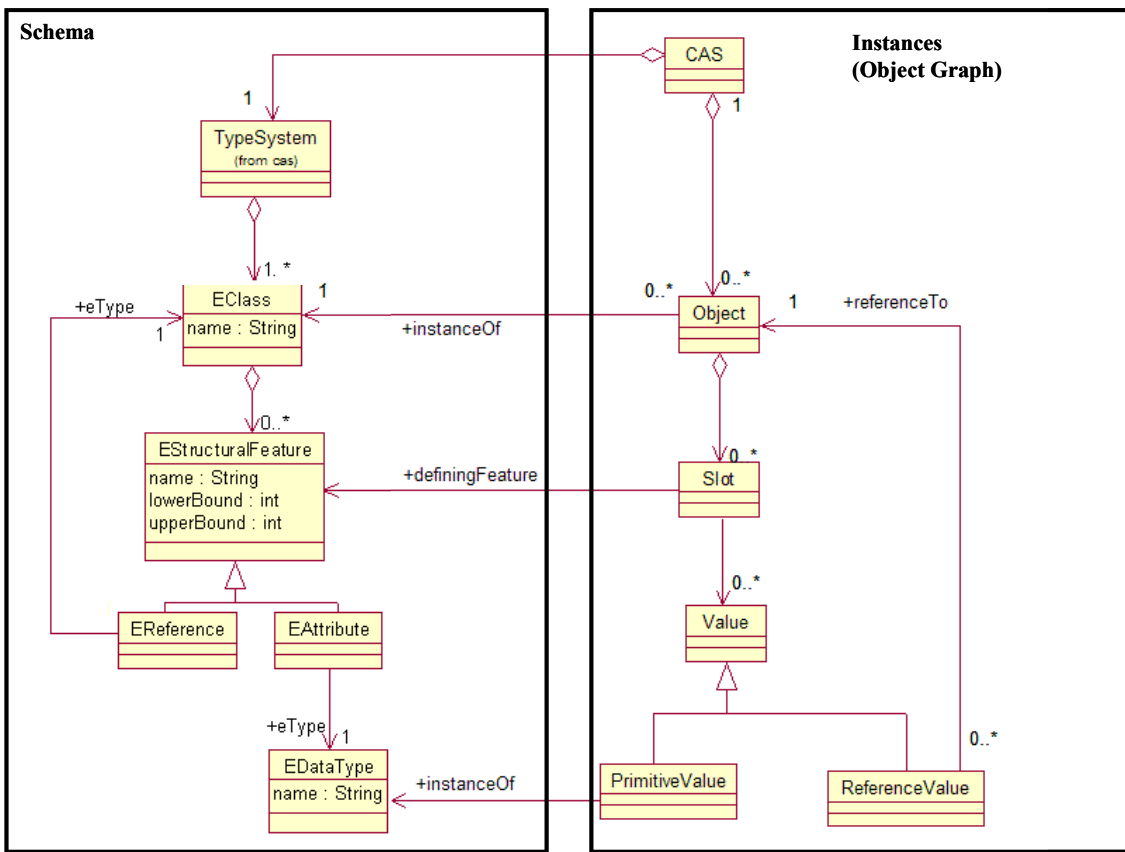 Schema
Instances
(Object Graph)
CAS
1
1
TypeSystem
(from cas)
1..*
0..*
EClass
name : String
1
+eType
1
+instanceOf
0..*
Object
1
+referenceTo
0..*
EStructuralFeature
name : String
lowerBound : int
upperBound : int
+definingFeature
0..*
Slot
0..*
Value
EReference
EAttribute
+eType
1
EDataType
name : String
+instanceOf
PrimitiveValue
0..*
ReferenceValue